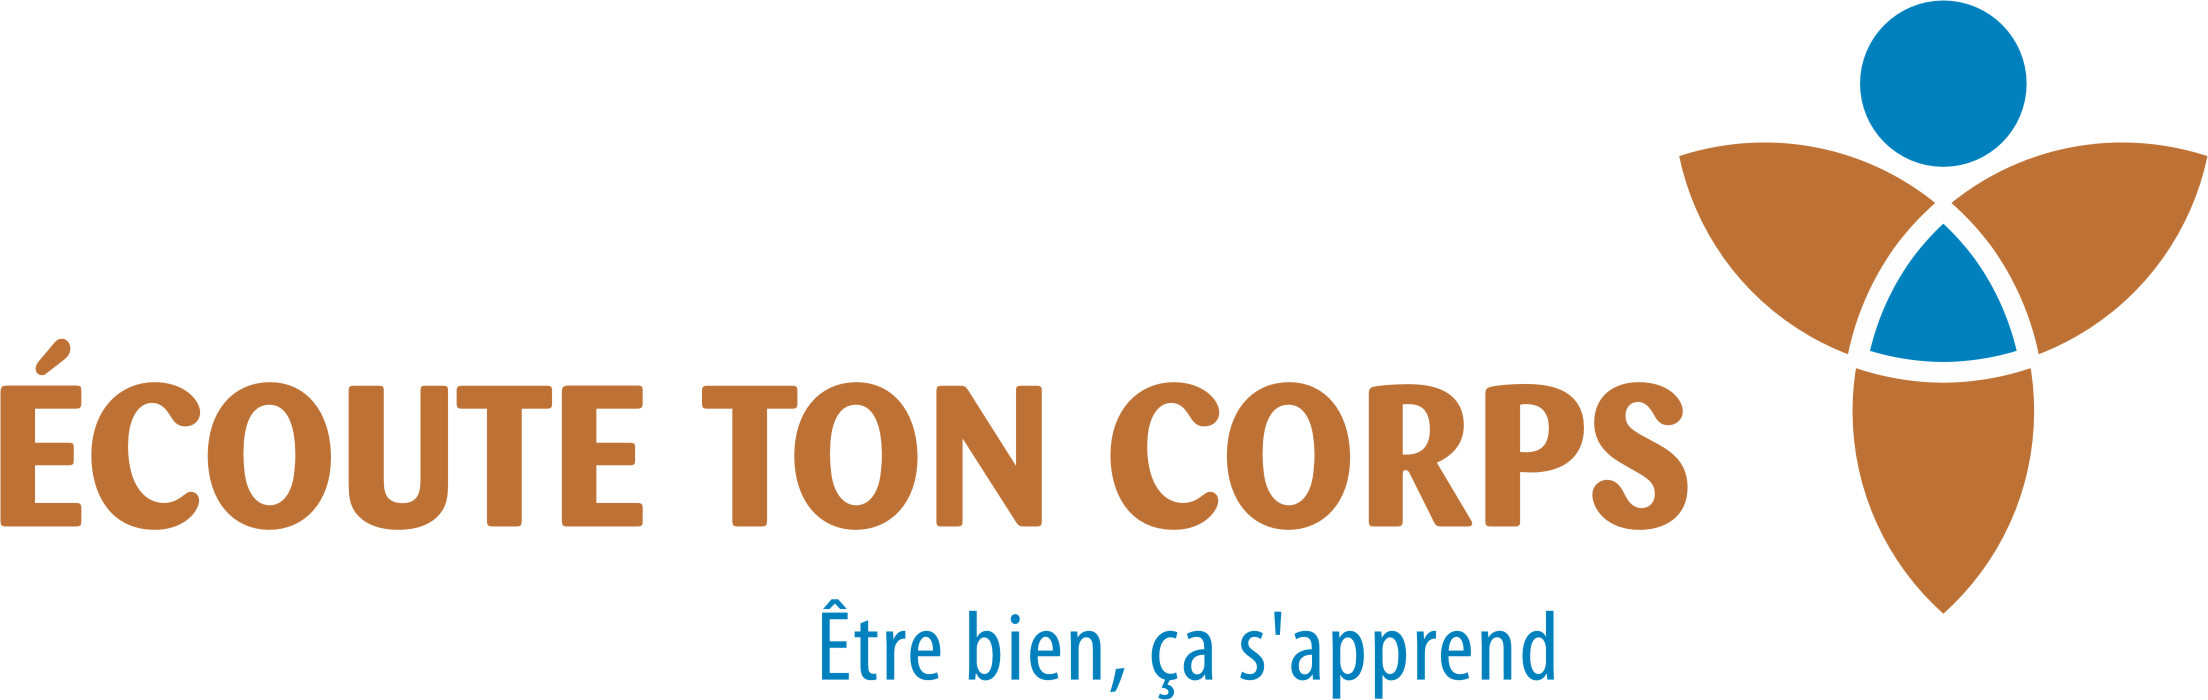 ÉCOUTE TON CORPS
Être bien, ça s'apprend